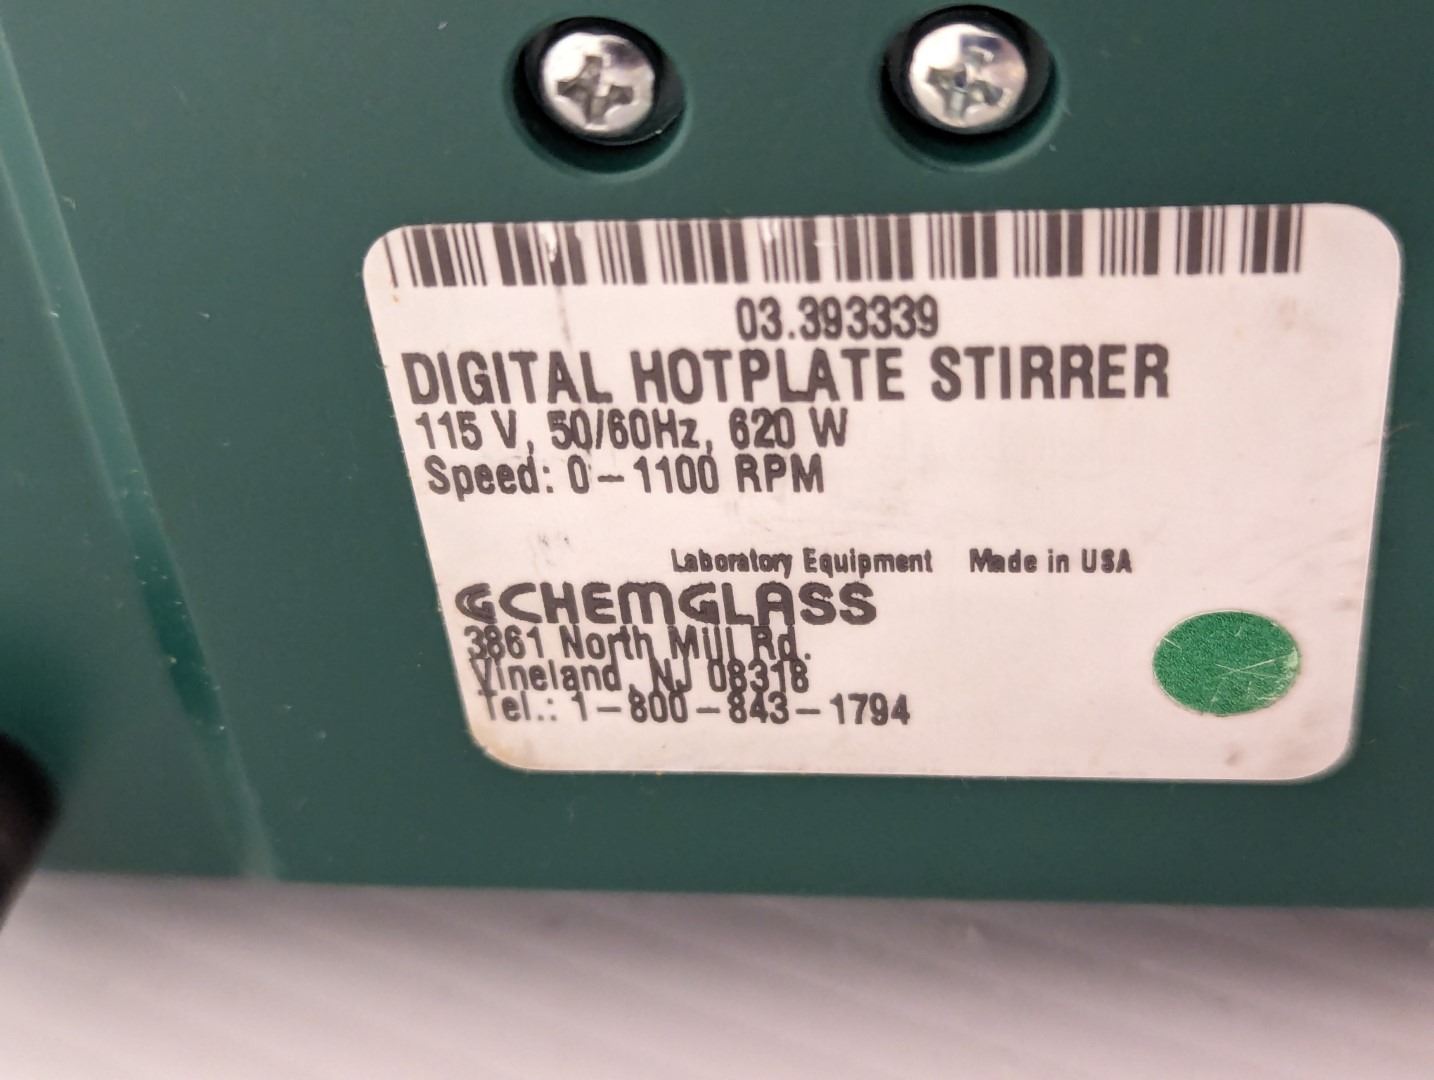 03.393339
DIGITAL HOTPLATE STIRRER
115 V, 50/60Hz, 620 W
Speed: 0-1100 RPM
Laboratory Equipment Made in USA
CHEMGLASS
3861 North Mill Rd.
Vineland, NJ 08318
Tel.: 1-800-843-1794